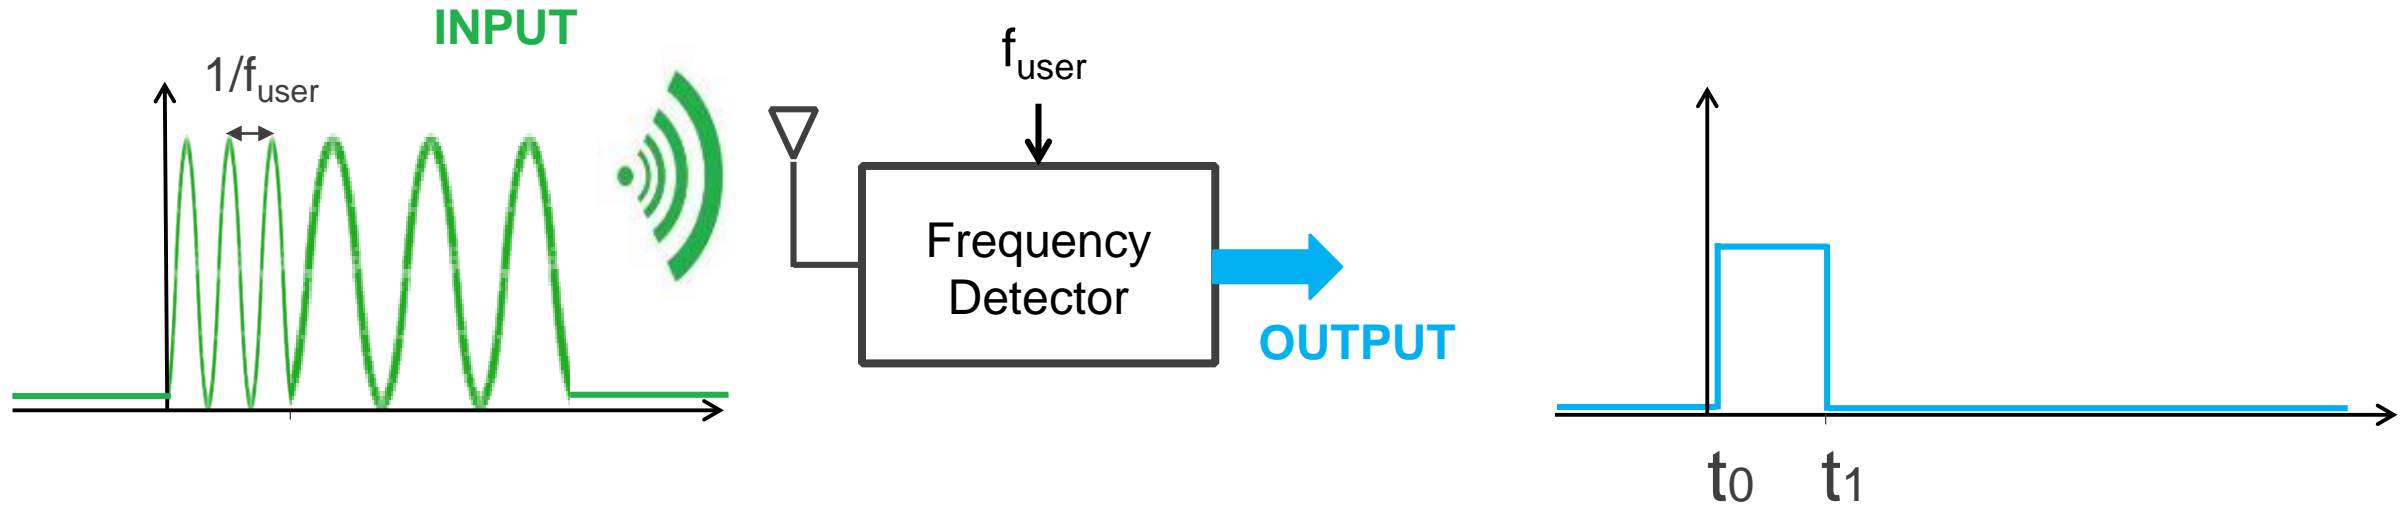 INPUT
1/fuser
fuser
Frequency
Detector
OUTPUT
t0
t1